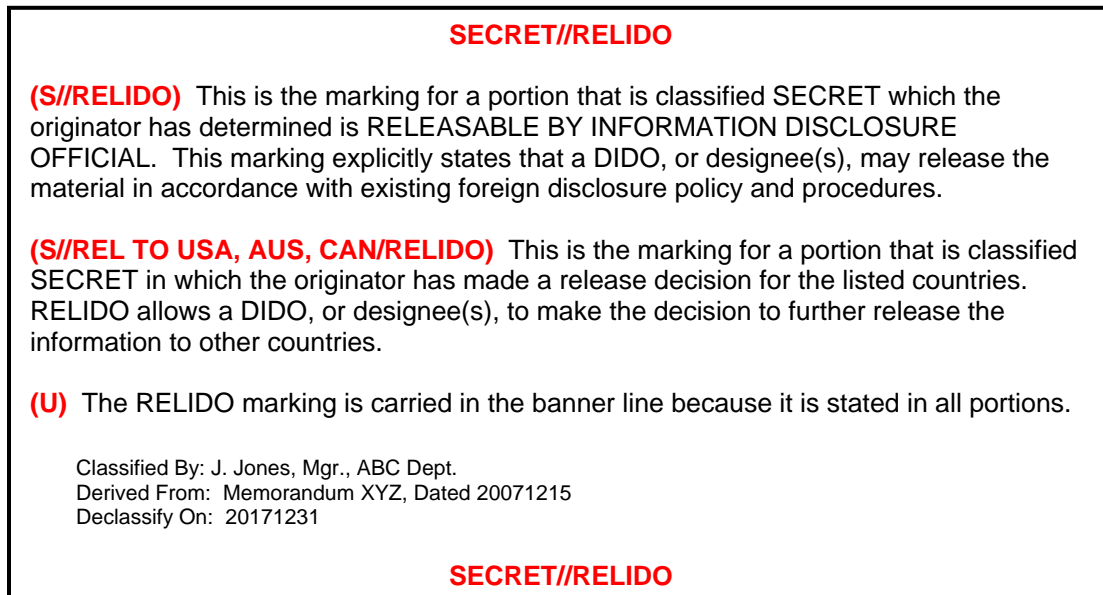 SECRET//RELIDO
(S//RELIDO) This is the marking for a portion that is classified SECRET which the
originator has determined is RELEASABLE BY INFORMATION DISCLOSURE
OFFICIAL. This marking explicitly states that a DIDO, or designee(s), may release the
material in accordance with existing foreign disclosure policy and procedures.
(S//REL TO USA, AUS, CAN/RELIDO) This is the marking for a portion that is classified
SECRET in which the originator has made a release decision for the listed countries.
RELIDO allows a DIDO, or designee(s), to make the decision to further release the
information to other countries.
(U) The RELIDO marking is carried in the banner line because it is stated in all portions.
Classified By: J. Jones, Mgr., ABC Dept.
Derived From: Memorandum XYZ, Dated 20071215
Declassify On: 20171231
SECRET//RELIDO